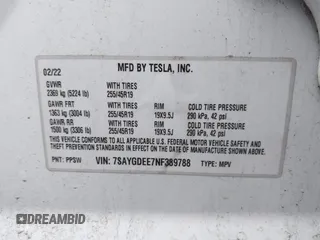 MFD BY TESLA, INC.
02/22
GVWR WITH TIRES
2369 kg (5224 lb) 255/45R19
GAWR FRT WITH TIRES RIM COLD TIRE PRESSURE
1363 kg (3004 lb) 255/45R19 19X9.5J 290 kPa, 42 psi
GAWR RR WITH TIRES RIM COLD TIRE PRESSURE
1500 kg (3306 lb) 255/45R19 19X9.5J 290 kPa, 42 psi
THIS VEHICLE CONFORMS TO ALL APPLICABLE FEDERAL MOTOR VEHICLE SAFETY
AND THEFT PREVENTION STANDARDS IN EFFECT ON THE DATE OF MANUFACTURE
SHOWN ABOVE.
PNT: PPSW VIN: 7SAYGDEE7NF389788 TYPE: MPV
DREAMBID